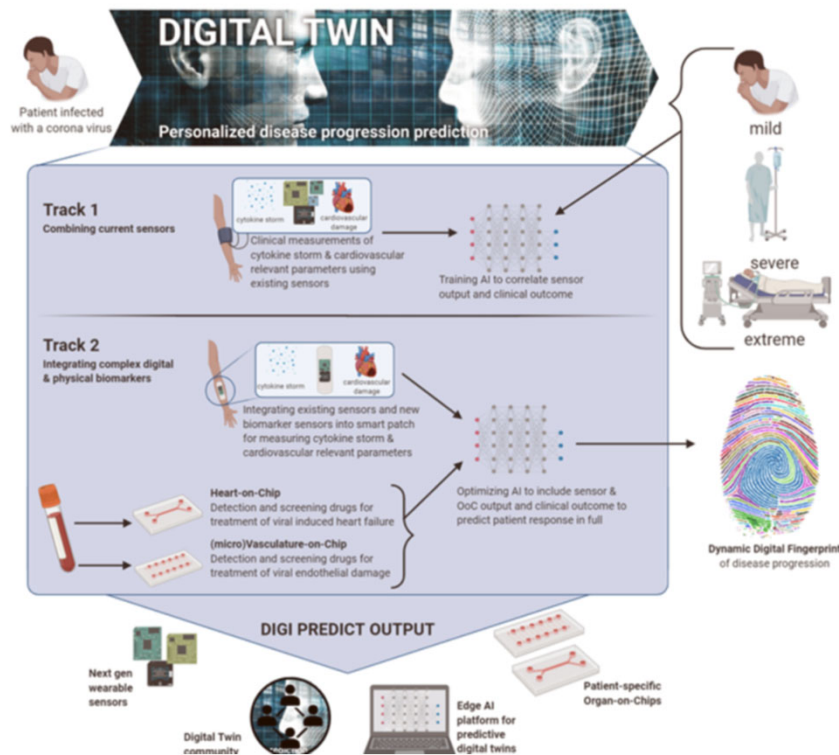 DIGITAL TWIN
Personalized disease progression prediction
Patient infected
with a corona virus
mild
severe
extreme
Track 1
Combining current sensors
cytokine storm
cardiovascular
damage
Clinical measurements of
cytokine storm & cardiovascular
relevant parameters using
existing sensors
Training AI to correlate sensor
output and clinical outcome
Track 2
Integrating complex digital
& physical biomarkers
cytokine storm
cardiovascular
damage
Integrating existing sensors and new
biomarker sensors into smart patch
for measuring cytokine storm &
cardiovascular relevant parameters
Heart-on-Chip
Detection and screening drugs for
treatment of viral induced heart failure
(micro)Vasculature-on-Chip
Detection and screening drugs for
treatment of viral endothelial damage
Optimizing AI to include sensor &
OoC output and clinical outcome to
predict patient response in full
Dynamic Digital Fingerprint
of disease progression
DIGI PREDICT OUTPUT
Next gen
wearable
sensors
Digital Twin
community
Edge AI
platform for
predictive
digital twins
Patient-specific
Organ-on-Chips